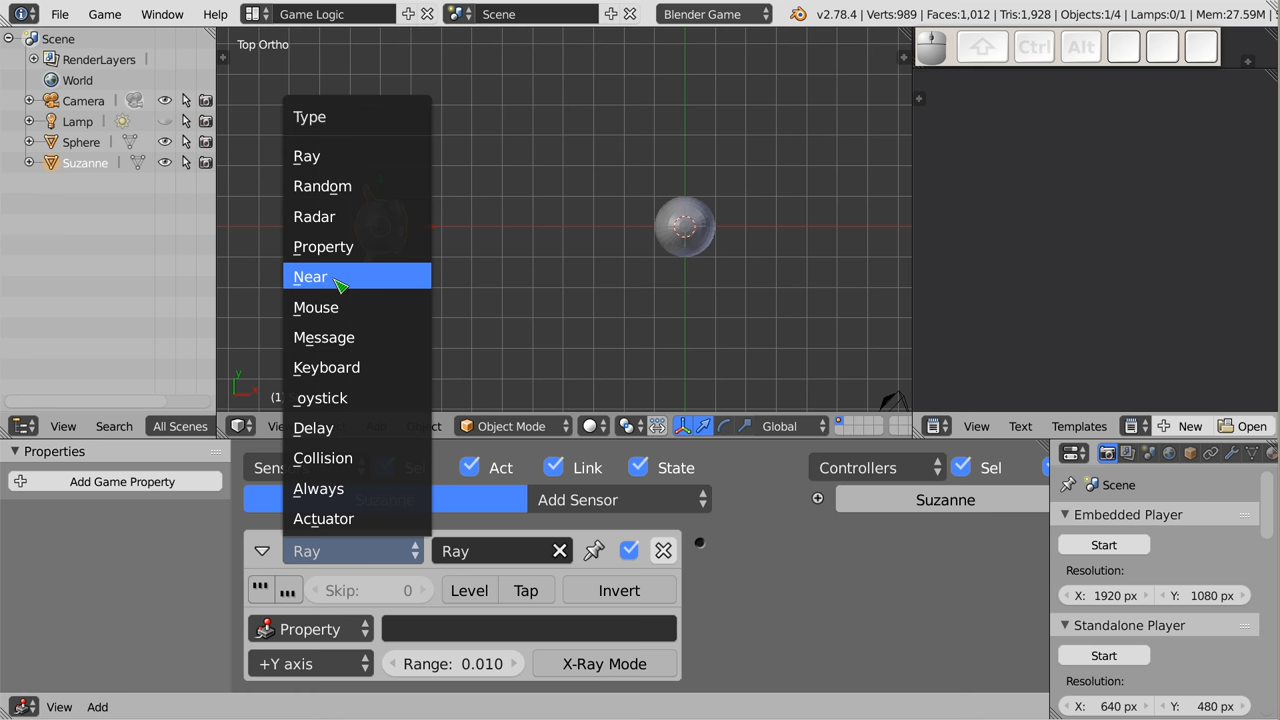 File Game Window Help Game Logic Scene Blender Game v2.78.4 | Verts:989 | Faces:1,012 | Tris:1,928 | Objects:1/4 | Lamps:0/1 | Mem:27.59M
Scene
RenderLayers
World
Camera
Lamp
Sphere
Suzanne
View Search All Scenes
Top Ortho
Ctrl Alt
Type
Ray
Random
Radar
Property
Near
Mouse
Message
Keyboard
Joystick
Delay
Collision
Always
Actuator
y
x
(1)
Object Mode Global
View Text Templates New Open
Properties
Add Game Property
Sensors Sel Act Link State
Suzanne Add Sensor
Ray Ray
Skip: 0 Level Tap Invert
Property
+Y axis Range: 0.010 X-Ray Mode
Controllers Sel
Suzanne
View Add
Scene
Embedded Player
Start
Resolution:
X: 1920 px Y: 1080 px
Standalone Player
Start
Resolution:
X: 640 px Y: 480 px